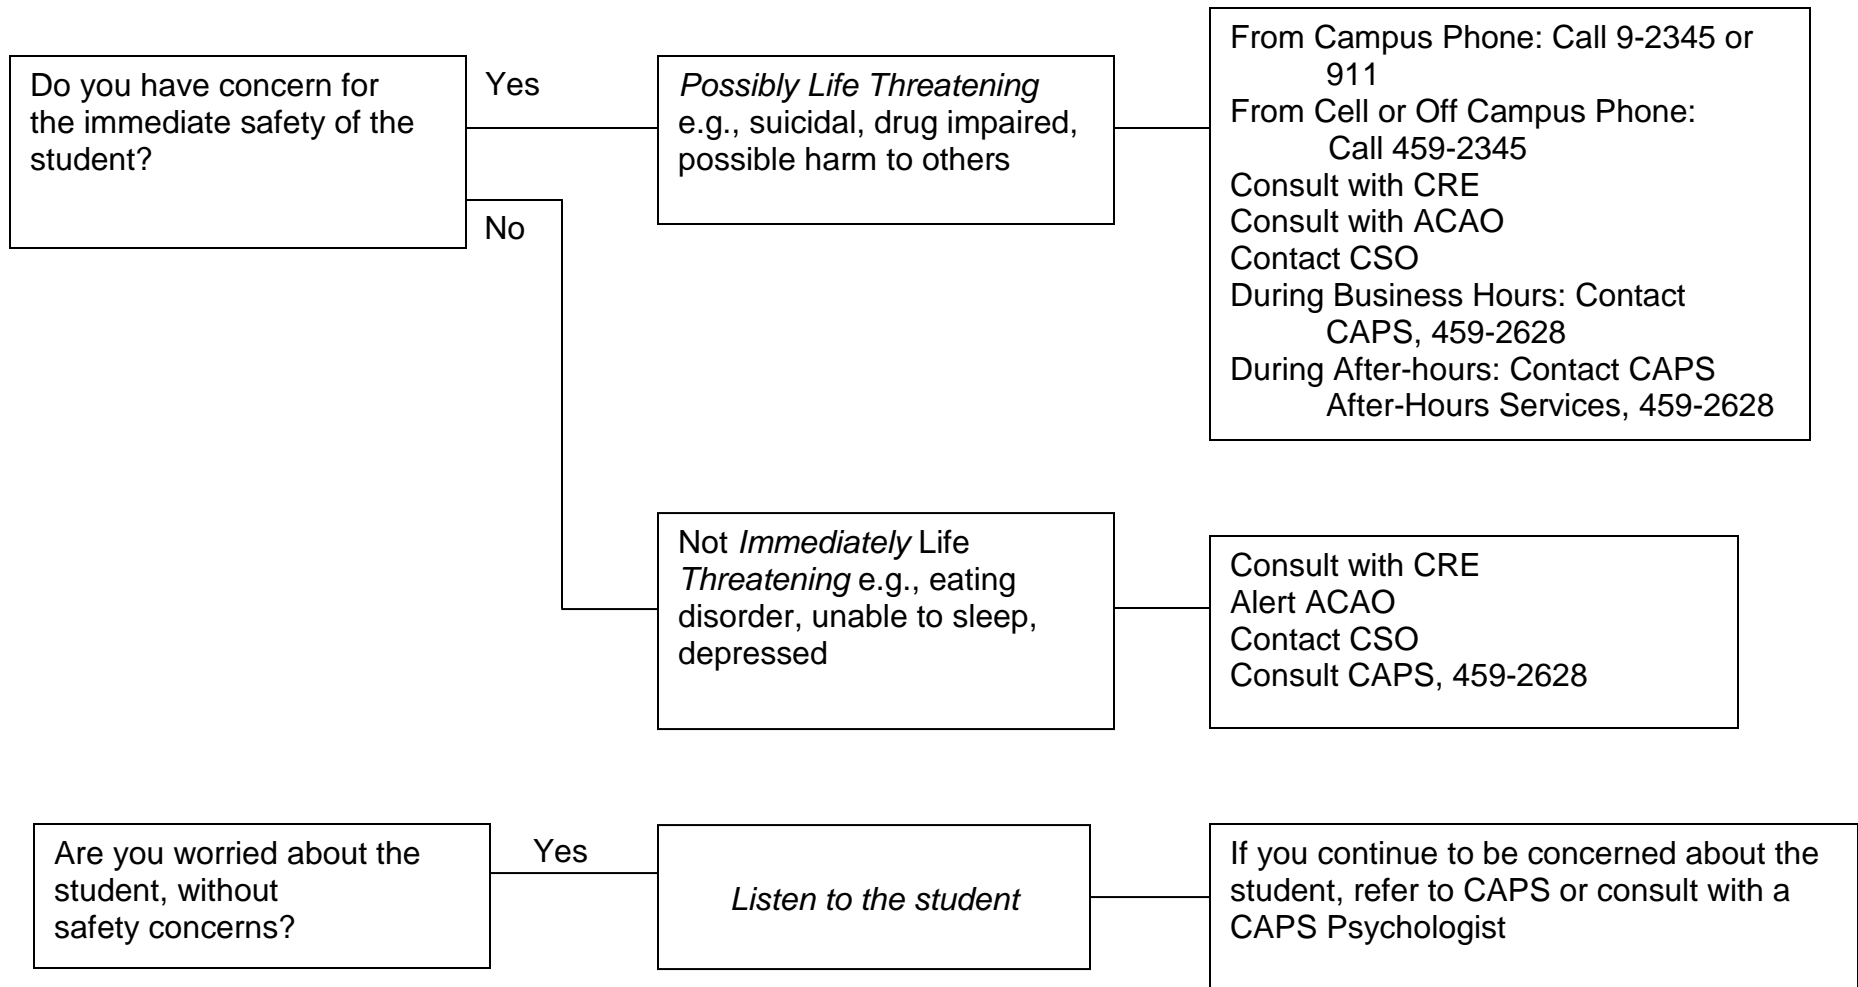 Do you have concern for
the immediate safety of the
student?
Yes
No
Possibly Life Threatening
e.g., suicidal, drug impaired,
possible harm to others
From Campus Phone: Call 9-2345 or
911
From Cell or Off Campus Phone:
Call 459-2345
Consult with CRE
Consult with ACAO
Contact CSO
During Business Hours: Contact
CAPS, 459-2628
During After-hours: Contact CAPS
After-Hours Services, 459-2628
Not Immediately Life
Threatening e.g., eating
disorder, unable to sleep,
depressed
Consult with CRE
Alert ACAO
Contact CSO
Consult CAPS, 459-2628
Are you worried about the
student, without
safety concerns?
Yes
Listen to the student
If you continue to be concerned about the
student, refer to CAPS or consult with a
CAPS Psychologist